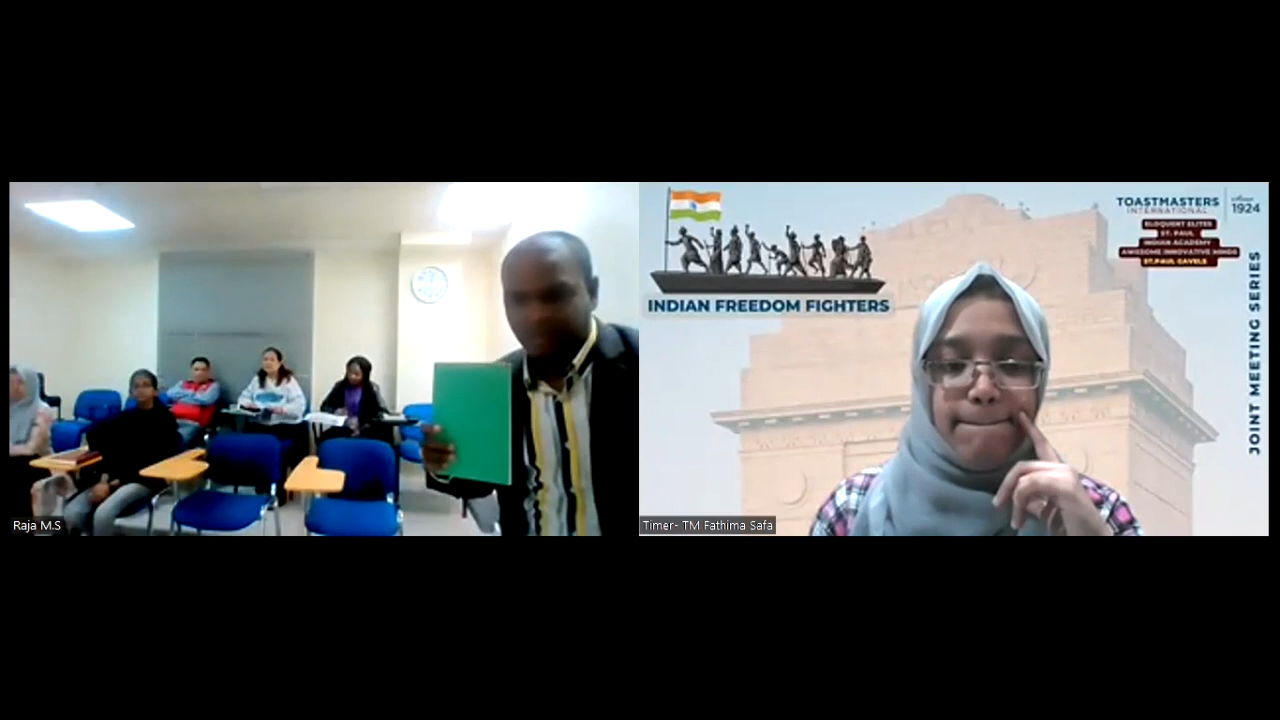 TOASTMASTERS
INTERNATIONAL
since
1924
ELOQUENT ELITES
ST. PAUL
INDIAN ACADEMY
AWESOME INNOVATIVE MINDS
ST.PAUL GAVELS
INDIAN FREEDOM FIGHTERS
JOINT MEETING SERIES
Raja M.S
Timer- TM Fathima Safa